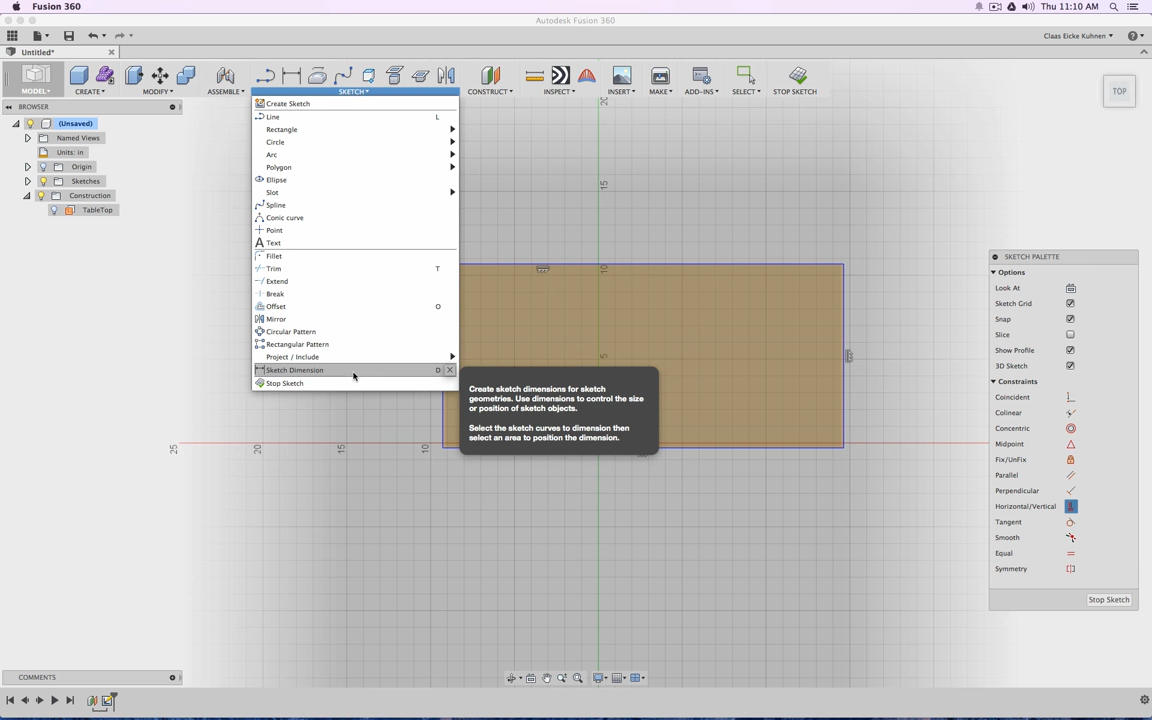 Fusion 360
Thu 11:10 AM
Autodesk Fusion 360
Claas Eicke Kuhnen
Untitled*
MODEL
CREATE
MODIFY
ASSEMBLE
SKETCH
CONSTRUCT
INSPECT
INSERT
MAKE
ADD-INS
SELECT
STOP SKETCH
TOP
BROWSER
(Unsaved)
Named Views
Units: in
Origin
Sketches
Construction
TableTop
Create Sketch
Line L
Rectangle
Circle
Arc
Polygon
Ellipse
Slot
Spline
Conic curve
Point
Text
Fillet
Trim T
Extend
Break
Offset O
Mirror
Circular Pattern
Rectangular Pattern
Project / Include
Sketch Dimension D
Stop Sketch
Create sketch dimensions for sketch
geometries. Use dimensions to control the size
or position of sketch objects.
Select the sketch curves to dimension then
select an area to position the dimension.
20
15
10
5
25
20
15
10
SKETCH PALETTE
Options
Look At
Sketch Grid
Snap
Slice
Show Profile
3D Sketch
Constraints
Coincident
Colinear
Concentric
Midpoint
Fix/UnFix
Parallel
Perpendicular
Horizontal/Vertical
Tangent
Smooth
Equal
Symmetry
Stop Sketch
COMMENTS